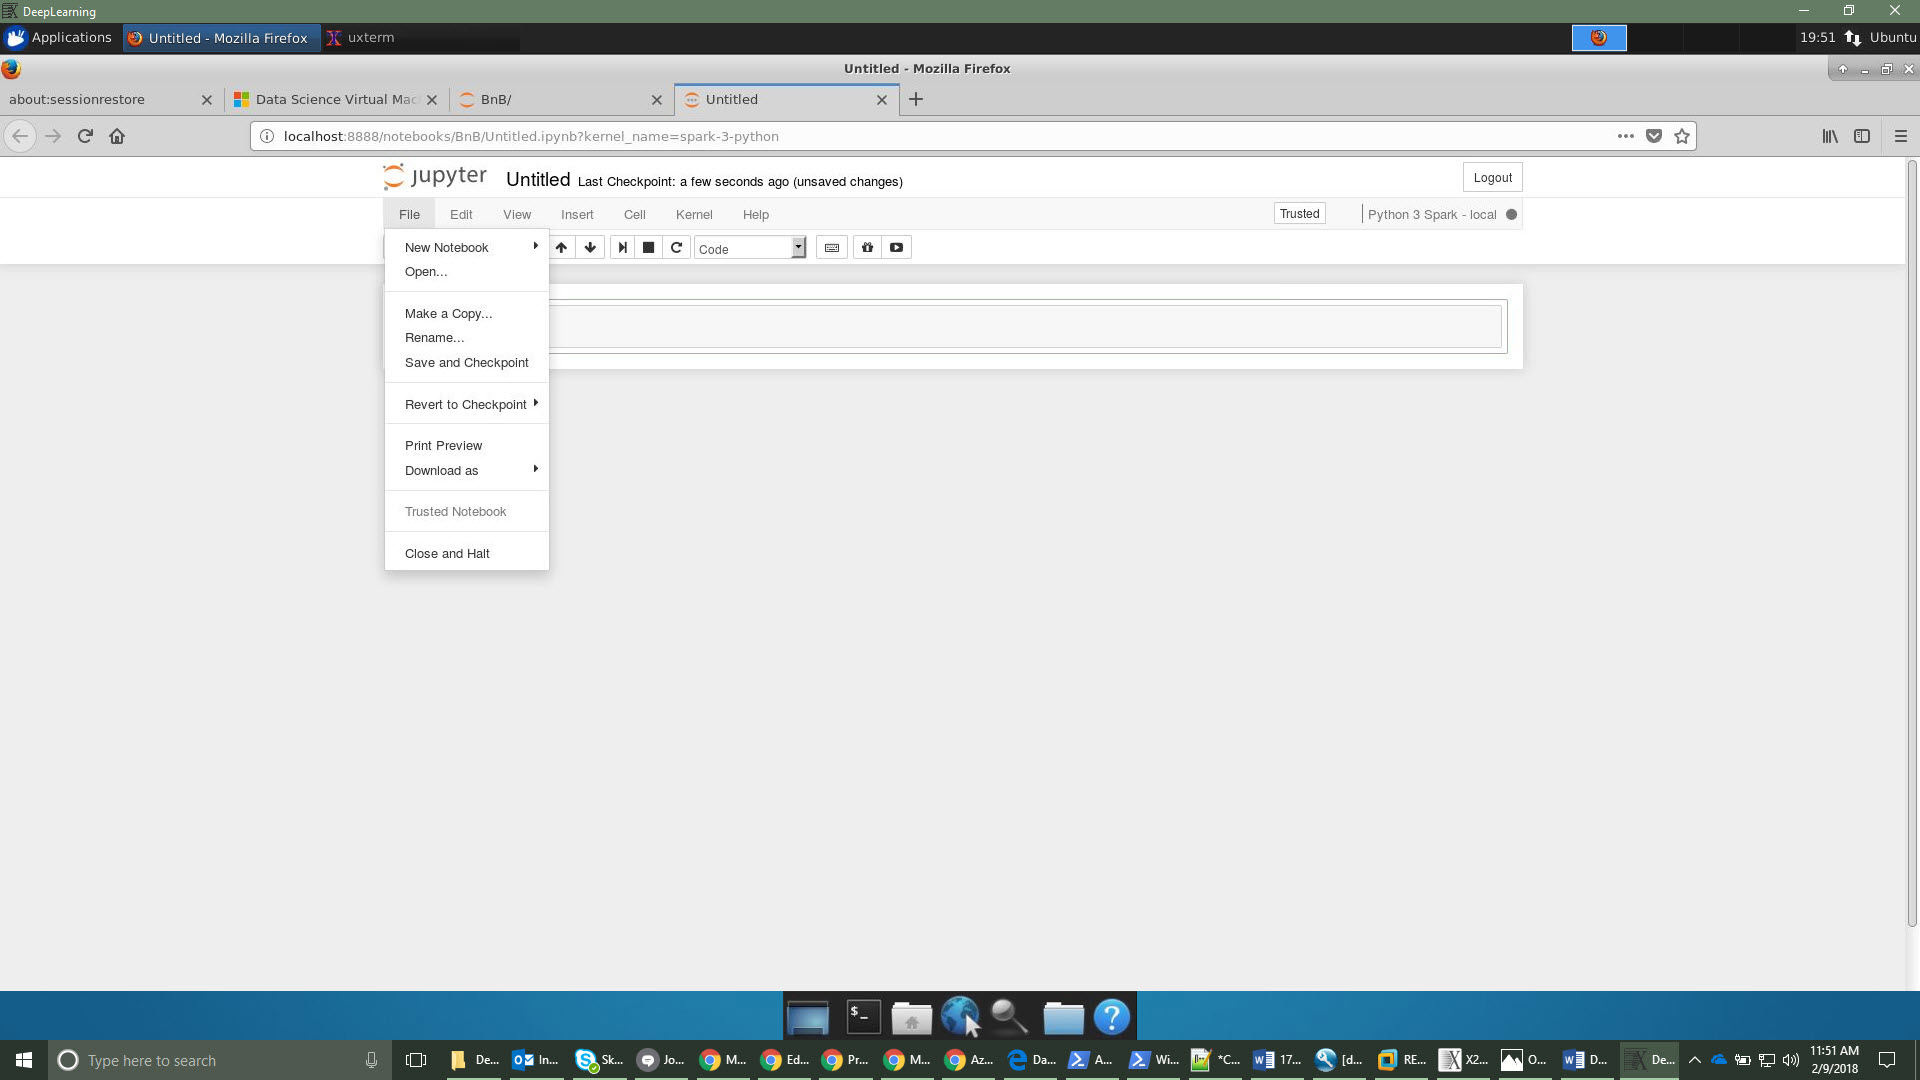 DeepLearning
Applications Untitled - Mozilla Firefox uxterm 19:51 Ubuntu
Untitled - Mozilla Firefox
about:sessionrestore Data Science Virtual Mac BnB/ Untitled
localhost:8888/notebooks/BnB/Untitled.ipynb?kernel_name=spark-3-python
jupyter Untitled Last Checkpoint: a few seconds ago (unsaved changes) Logout
File Edit View Insert Cell Kernel Help Trusted Python 3 Spark - local
Code
New Notebook
Open...
Make a Copy...
Rename...
Save and Checkpoint
Revert to Checkpoint
Print Preview
Download as
Trusted Notebook
Close and Halt
$_ ?
Type here to search De... In... Sk... Jo... M... Ed... Pr... M... Az... Da... A... Wi... *C... 17... [d... RE... X2... O... D... De... 11:51 AM
2/9/2018